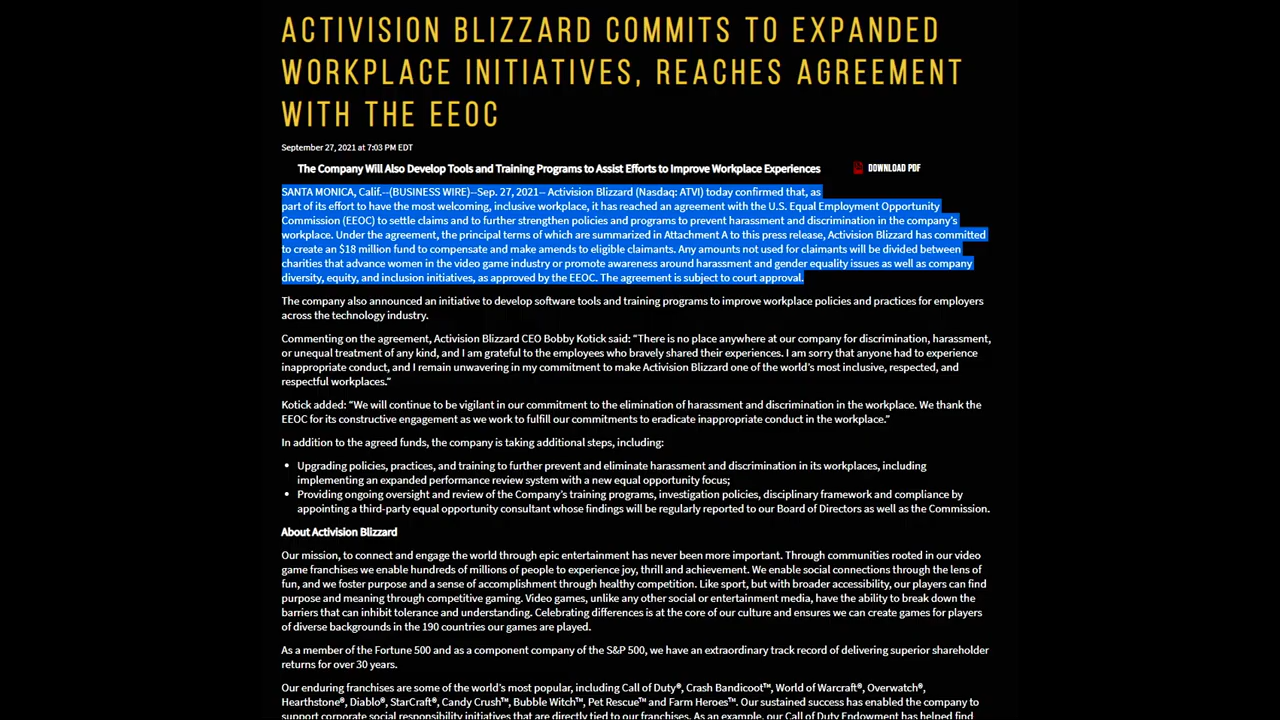 ACTIVISION BLIZZARD COMMITS TO EXPANDED
WORKPLACE INITIATIVES, REACHES AGREEMENT
WITH THE EEOC
September 27, 2021 at 7:03 PM EDT
The Company Will Also Develop Tools and Training Programs to Assist Efforts to Improve Workplace Experiences
DOWNLOAD PDF
SANTA MONICA, Calif.--(BUSINESS WIRE)--Sep. 27, 2021-- Activision Blizzard (Nasdaq: ATVI) today confirmed that, as
part of its effort to have the most welcoming, inclusive workplace, it has reached an agreement with the U.S. Equal Employment Opportunity
Commission (EEOC) to settle claims and to further strengthen policies and programs to prevent harassment and discrimination in the company's
workplace. Under the agreement, the principal terms of which are summarized in Attachment A to this press release, Activision Blizzard has committed
to create an $18 million fund to compensate and make amends to eligible claimants. Any amounts not used for claimants will be divided between
charities that advance women in the video game industry or promote awareness around harassment and gender equality issues as well as company
diversity, equity, and inclusion initiatives, as approved by the EEOC. The agreement is subject to court approval.
The company also announced an initiative to develop software tools and training programs to improve workplace policies and practices for employers
across the technology industry.
Commenting on the agreement, Activision Blizzard CEO Bobby Kotick said: "There is no place anywhere at our company for discrimination, harassment,
or unequal treatment of any kind, and I am grateful to the employees who bravely shared their experiences. I am sorry that anyone had to experience
inappropriate conduct, and I remain unwavering in my commitment to make Activision Blizzard one of the world's most inclusive, respected, and
respectful workplaces."
Kotick added: "We will continue to be vigilant in our commitment to the elimination of harassment and discrimination in the workplace. We thank the
EEOC for its constructive engagement as we work to fulfill our commitments to eradicate inappropriate conduct in the workplace."
In addition to the agreed funds, the company is taking additional steps, including:
• Upgrading policies, practices, and training to further prevent and eliminate harassment and discrimination in its workplaces, including
implementing an expanded performance review system with a new equal opportunity focus;
• Providing ongoing oversight and review of the Company's training programs, investigation policies, disciplinary framework and compliance by
appointing a third-party equal opportunity consultant whose findings will be regularly reported to our Board of Directors as well as the Commission.
About Activision Blizzard
Our mission, to connect and engage the world through epic entertainment has never been more important. Through communities rooted in our video
game franchises we enable hundreds of millions of people to experience joy, thrill and achievement. We enable social connections through the lens of
fun, and we foster purpose and a sense of accomplishment through healthy competition. Like sport, but with broader accessibility, our players can find
purpose and meaning through competitive gaming. Video games, unlike any other social or entertainment media, have the ability to break down the
barriers that can inhibit tolerance and understanding. Celebrating differences is at the core of our culture and ensures we can create games for players
of diverse backgrounds in the 190 countries our games are played.
As a member of the Fortune 500 and as a component company of the S&P 500, we have an extraordinary track record of delivering superior shareholder
returns for over 30 years.
Our enduring franchises are some of the world's most popular, including Call of Duty®, Crash Bandicoot™, World of Warcraft®, Overwatch®,
Hearthstone®, Diablo®, StarCraft®, Candy Crush™, Bubble Witch™, Pet Rescue™ and Farm Heroes™. Our sustained success has enabled the company to
support corporate social responsibility initiatives that are directly tied to our franchises. As an example, our Call of Duty Endowment has helped find